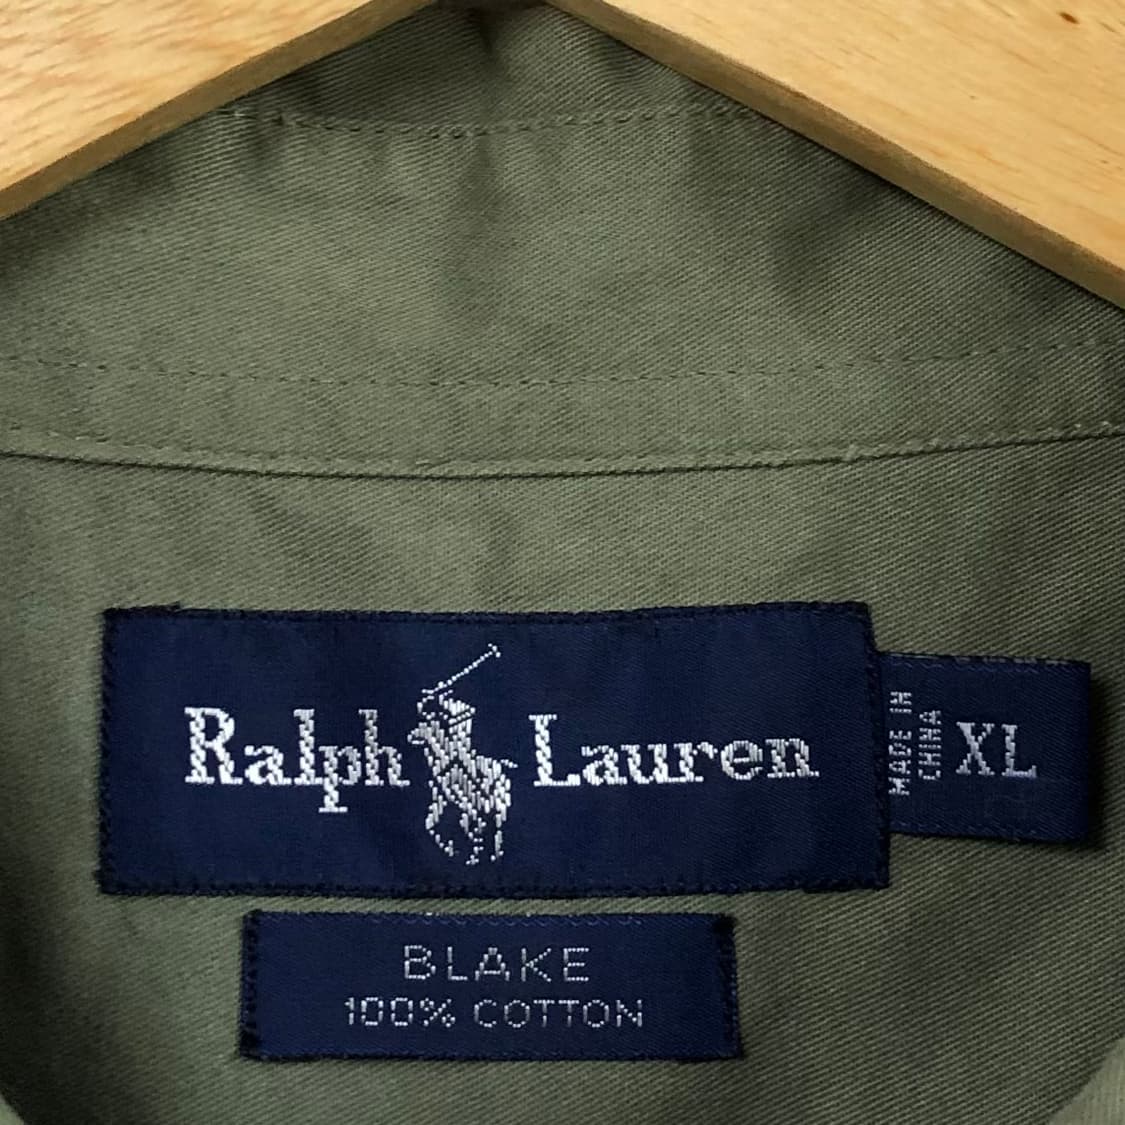 Ralph Lauren
MADE IN
CHINA
XL
BLAKE
100% COTTON